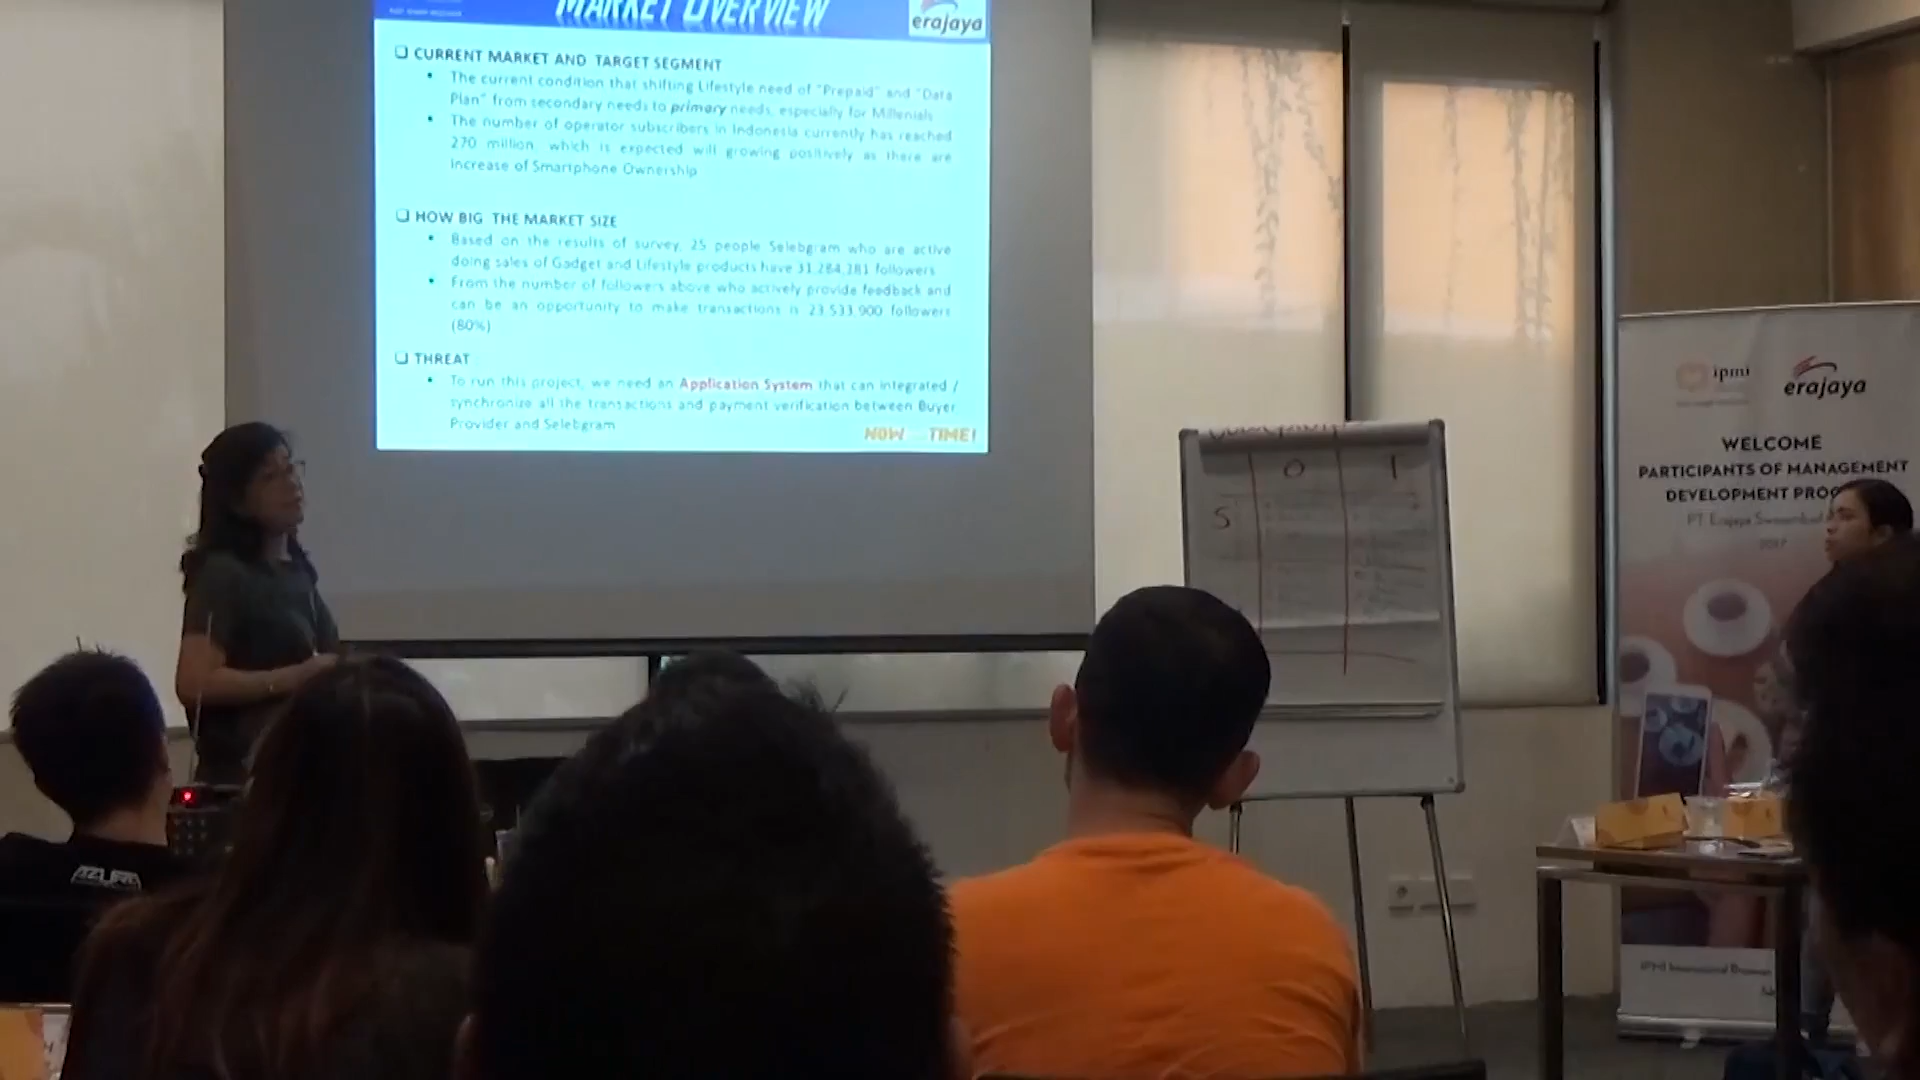 MARKET OVERVIEW
erajaya
❑ CURRENT MARKET AND TARGET SEGMENT
• The current condition that shifting Lifestyle need of "Prepaid" and "Data
Plan" from secondary needs to primary needs, especially for Millenials
• The number of operator subscribers in Indonesia currently has reached
270 million, which is expected will growing positively as there are
increase of Smartphone Ownership
❑ HOW BIG THE MARKET SIZE
• Based on the results of survey, 25 people Selebgram who are active
doing sales of Gadget and Lifestyle products have 31,284,281 followers
• From the number of followers above who actively provide feedback and
can be an opportunity to make transactions is 23.533.900 followers
(80%)
❑ THREAT
• To run this project, we need an Application System that can integrated /
synchronize all the transactions and payment verification between Buyer
Provider and Selebgram
NOW TIME!
O T
S
ipmi
erajaya
WELCOME
PARTICIPANTS OF MANAGEMENT
DEVELOPMENT
PT. Erajaya
2017
AZURA
IPMI International